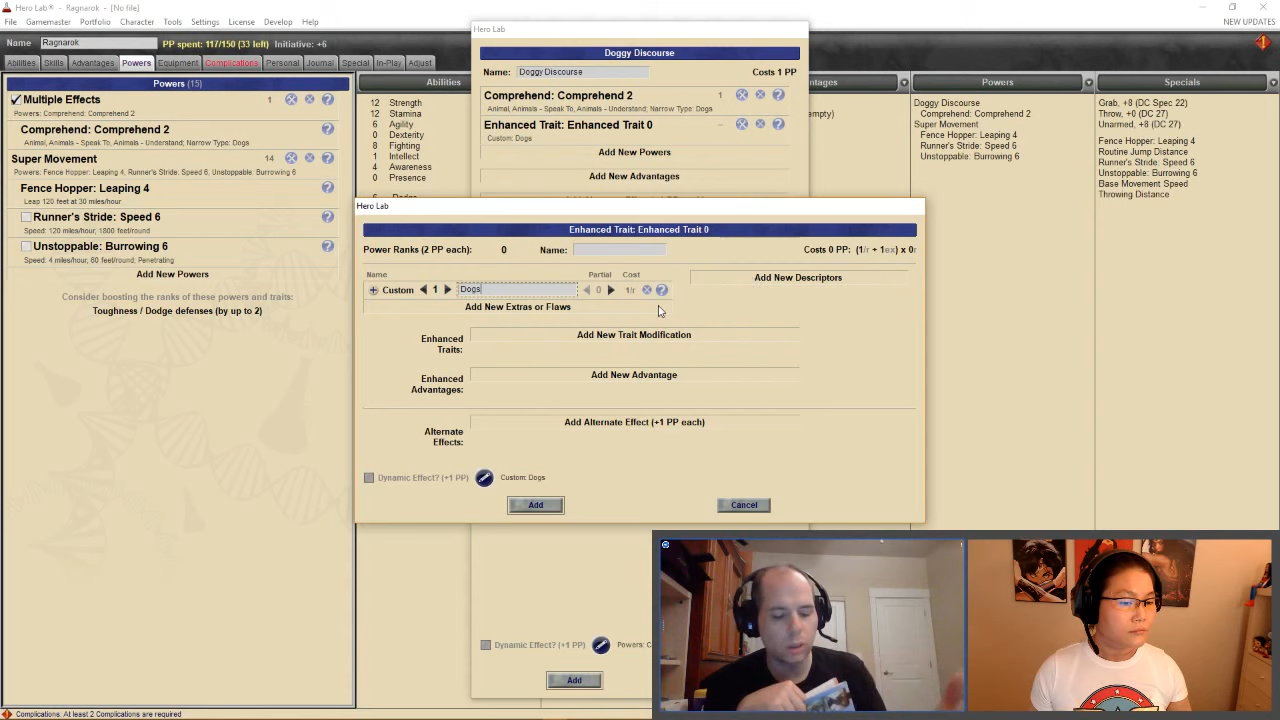 Hero Lab® - Ragnarok - [No file]
File Gamemaster Portfolio Character Tools Settings License Develop Help
NEW UPDATES
Name Ragnarok PP spent: 117/150 (33 left) Initiative: +6
Abilities Skills Advantages Powers Equipment Complications Personal Journal Special In-Play Adjust
Powers (15)
Multiple Effects 1
Powers: Comprehend: Comprehend 2
Comprehend: Comprehend 2
Animal, Animals - Speak To, Animals - Understand; Narrow Type: Dogs
Super Movement 14
Powers: Fence Hopper: Leaping 4, Runner's Stride: Speed 6, Unstoppable: Burrowing 6
Fence Hopper: Leaping 4
Leap 120 feet at 30 miles/hour
Runner's Stride: Speed 6
Speed: 120 miles/hour, 1800 feet/round
Unstoppable: Burrowing 6
Speed: 4 miles/hour, 60 feet/round; Penetrating
Add New Powers
Consider boosting the ranks of these powers and traits:
Toughness / Dodge defenses (by up to 2)
Abilities
12 Strength
12 Stamina
6 Agility
0 Dexterity
8 Fighting
1 Intellect
4 Awareness
0 Presence
Hero Lab
Doggy Discourse
Name: Doggy Discourse Costs 1 PP
Comprehend: Comprehend 2 1
Animal, Animals - Speak To, Animals - Understand; Narrow Type: Dogs
Enhanced Trait: Enhanced Trait 0 –
Custom: Dogs
Add New Powers
Add New Advantages
Hero Lab
Enhanced Trait: Enhanced Trait 0
Power Ranks (2 PP each): 0 Name: Costs 0 PP: (1/r + 1ex) x 0r
Name Partial Cost
Custom 1 Dogs 0 1/r
Add New Extras or Flaws
Add New Descriptors
Enhanced Traits:
Add New Trait Modification
Enhanced Advantages:
Add New Advantage
Alternate Effects:
Add Alternate Effect (+1 PP each)
Dynamic Effect? (+1 PP) Custom: Dogs
Add Cancel
Dynamic Effect? (+1 PP) Powers: C
Add
ntages
empty)
Powers
Doggy Discourse
Comprehend: Comprehend 2
Super Movement
Fence Hopper: Leaping 4
Runner's Stride: Speed 6
Unstoppable: Burrowing 6
Specials
Grab, +8 (DC Spec 22)
Throw, +0 (DC 27)
Unarmed, +8 (DC 27)
Fence Hopper: Leaping 4
Routine Jump Distance
Runner's Stride: Speed 6
Unstoppable: Burrowing 6
Base Movement Speed
Throwing Distance
Complications: At least 2 Complications are required